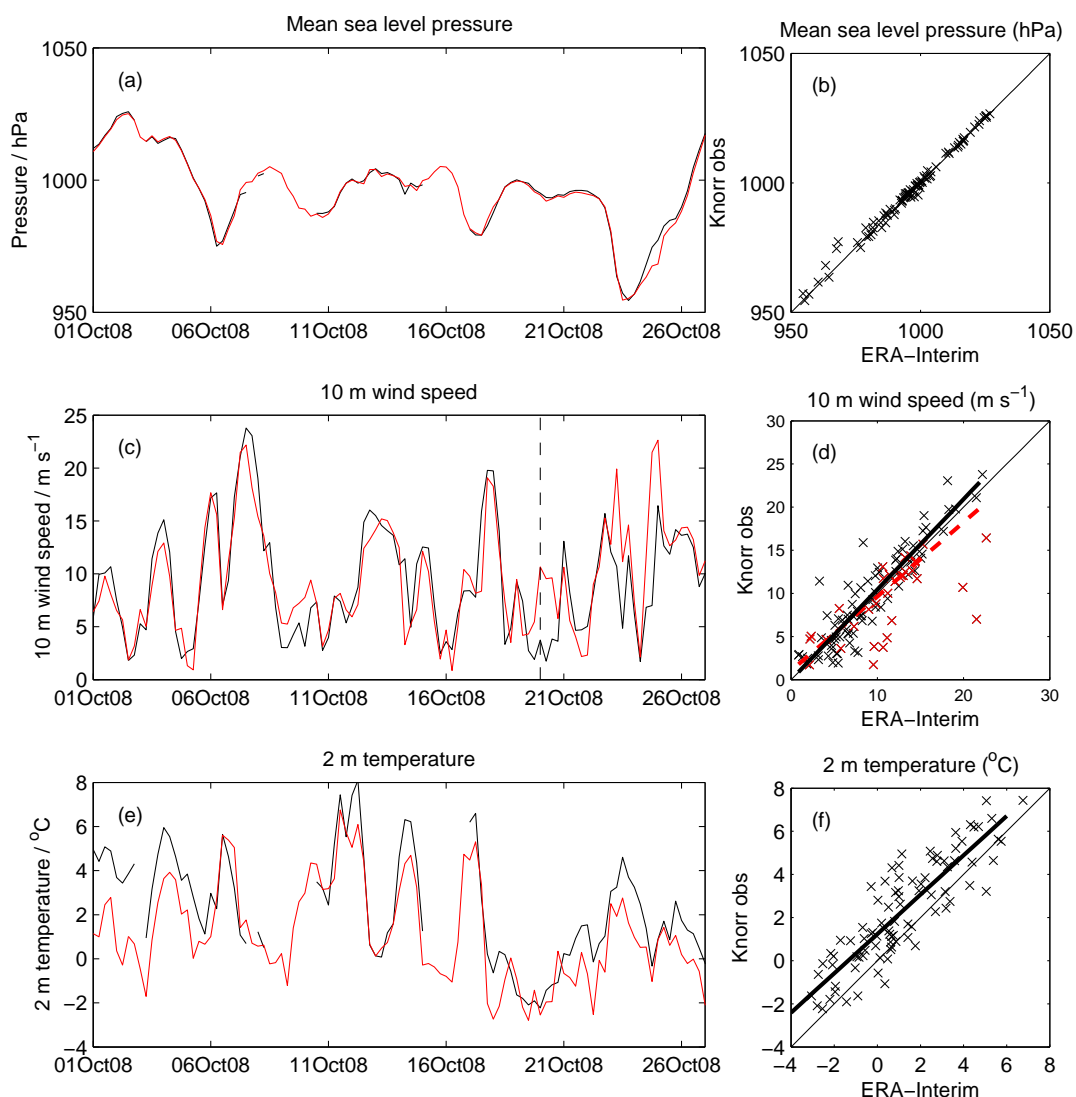 Mean sea level pressure
(a)
Pressure / hPa
1050
1000
950
01Oct08 06Oct08 11Oct08 16Oct08 21Oct08 26Oct08
Mean sea level pressure (hPa)
(b)
Knorr obs
1050
1000
950
950 1000 1050
ERA−Interim
10 m wind speed
(c)
10 m wind speed / m s−1
25
20
15
10
5
0
01Oct08 06Oct08 11Oct08 16Oct08 21Oct08 26Oct08
10 m wind speed (m s−1)
(d)
Knorr obs
30
25
20
15
10
5
0
0 10 20 30
ERA−Interim
2 m temperature
(e)
2 m temperature / oC
8
6
4
2
0
−2
−4
01Oct08 06Oct08 11Oct08 16Oct08 21Oct08 26Oct08
2 m temperature (oC)
(f)
Knorr obs
8
6
4
2
0
−2
−4
−4 −2 0 2 4 6 8
ERA−Interim